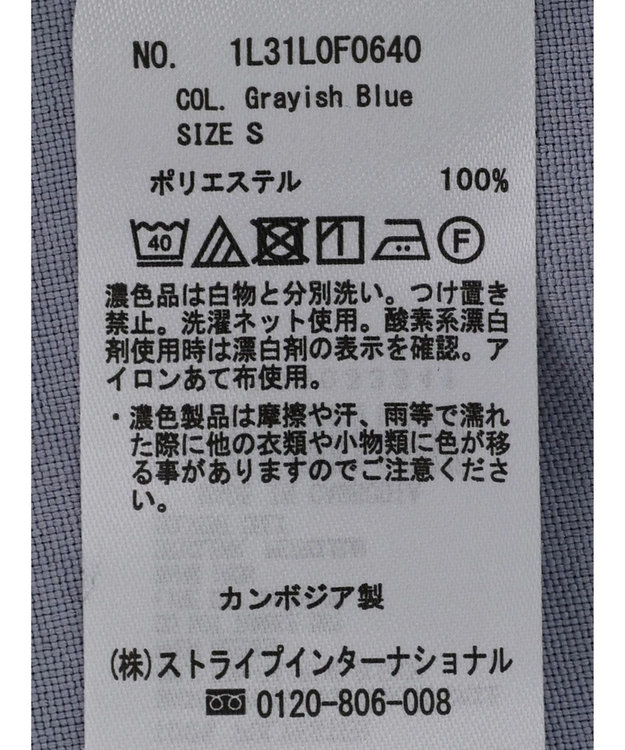 NO. 1L31L0F0640
COL. Grayish Blue
SIZE S
ポリエステル 100%
40 F
濃色品は白物と分別洗い。つけ置き
禁止。洗濯ネット使用。酸素系漂白
剤使用時は漂白剤の表示を確認。ア
イロンあて布使用。
・濃色製品は摩擦や汗、雨等で濡れ
た際に他の衣類や小物類に色が移
る事がありますのでご注意くださ
い。
カンボジア製
(株)ストライプインターナショナル
0120-806-008